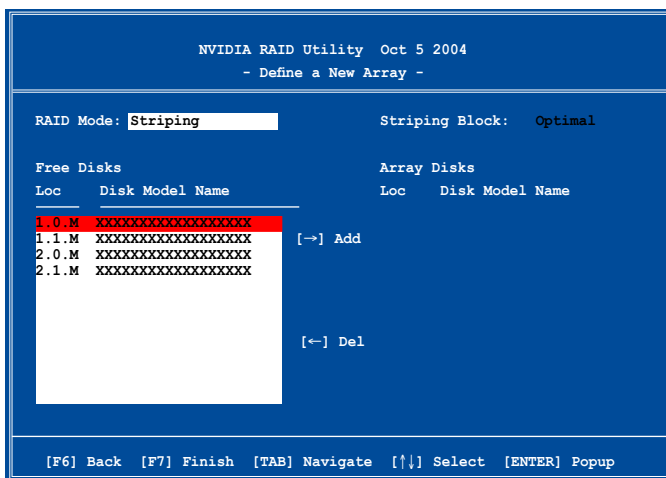 NVIDIA RAID Utility Oct 5 2004
- Define a New Array -
RAID Mode: Striping Striping Block: Optimal
Free Disks Array Disks
Loc Disk Model Name Loc Disk Model Name
1.0.M XXXXXXXXXXXXXXXXXX
1.1.M XXXXXXXXXXXXXXXXXX
2.0.M XXXXXXXXXXXXXXXXXX
2.1.M XXXXXXXXXXXXXXXXXX
[→] Add
[←] Del
[F6] Back [F7] Finish [TAB] Navigate [↑↓] Select [ENTER] Popup